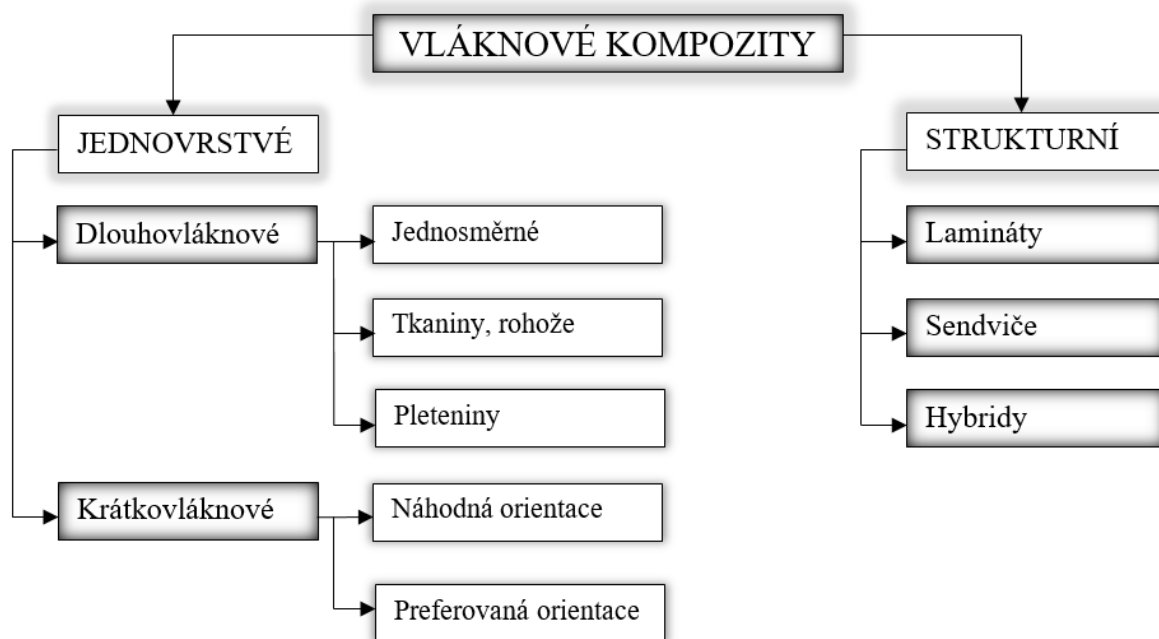 VLÁKNOVÉ KOMPOZITY
JEDNOVRSTVÉ
Dlouhovláknové
Jednosměrné
Tkaniny, rohože
Pleteniny
Krátkovláknové
Náhodná orientace
Preferovaná orientace
STRUKTURNÍ
Lamináty
Sendviče
Hybridy